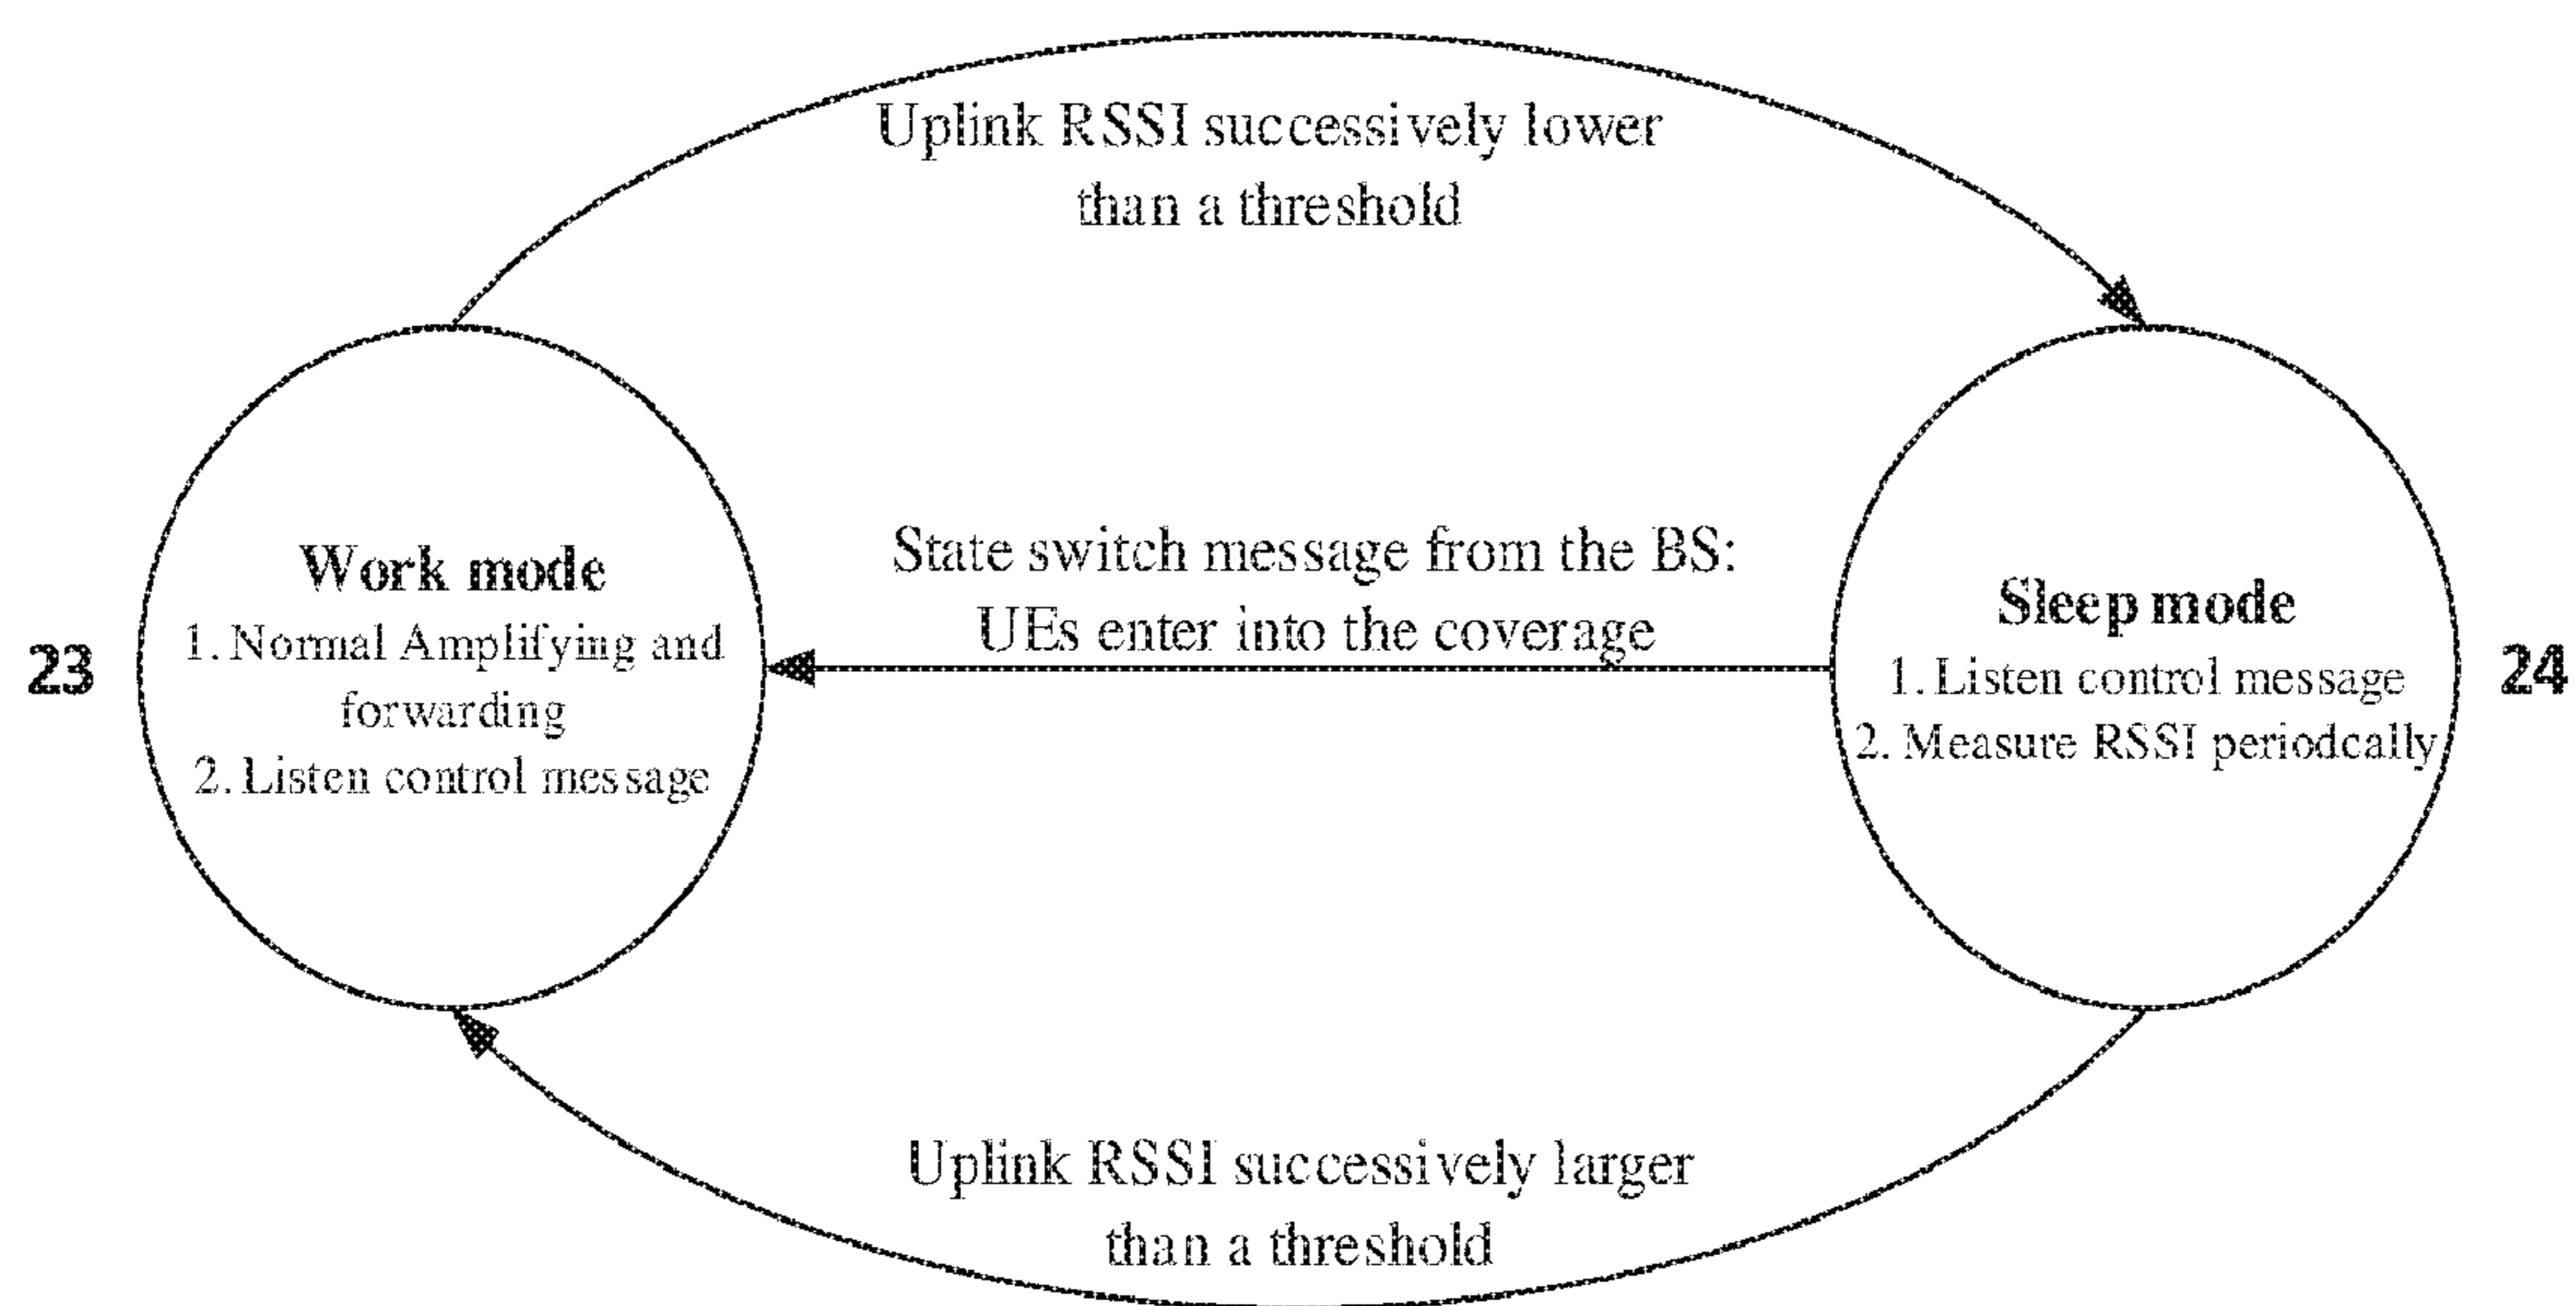 Uplink RSSI successively lower
than a threshold
State switch message from the BS:
UEs enter into the coverage
Work mode
1. Normal Amplifying and
forwarding
2. Listen control message
23
Sleep mode
1. Listen control message
2. Measure RSSI periodcally
24
Uplink RSSI successively larger
than a threshold